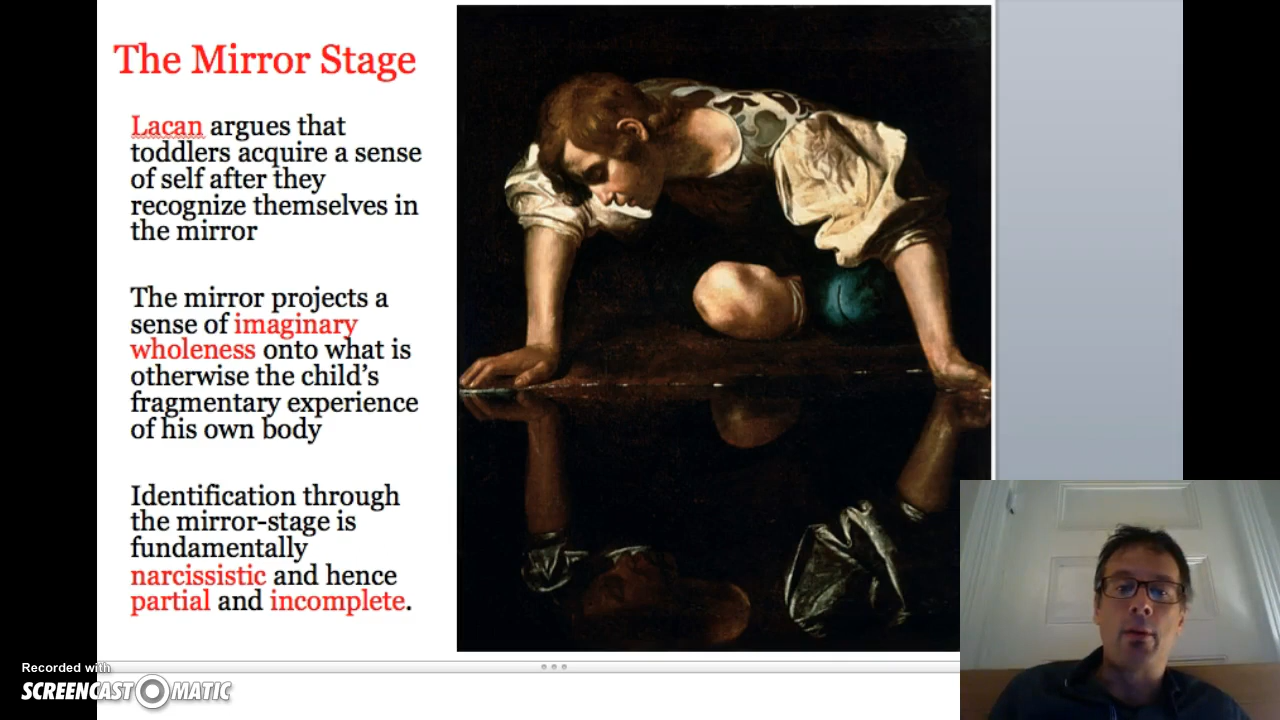 The Mirror Stage
Lacan argues that
toddlers acquire a sense
of self after they
recognize themselves in
the mirror
The mirror projects a
sense of imaginary
wholeness onto what is
otherwise the child's
fragmentary experience
of his own body
Identification through
the mirror-stage is
fundamentally
narcissistic and hence
partial and incomplete.
Recorded with
SCREENCAST MATIC